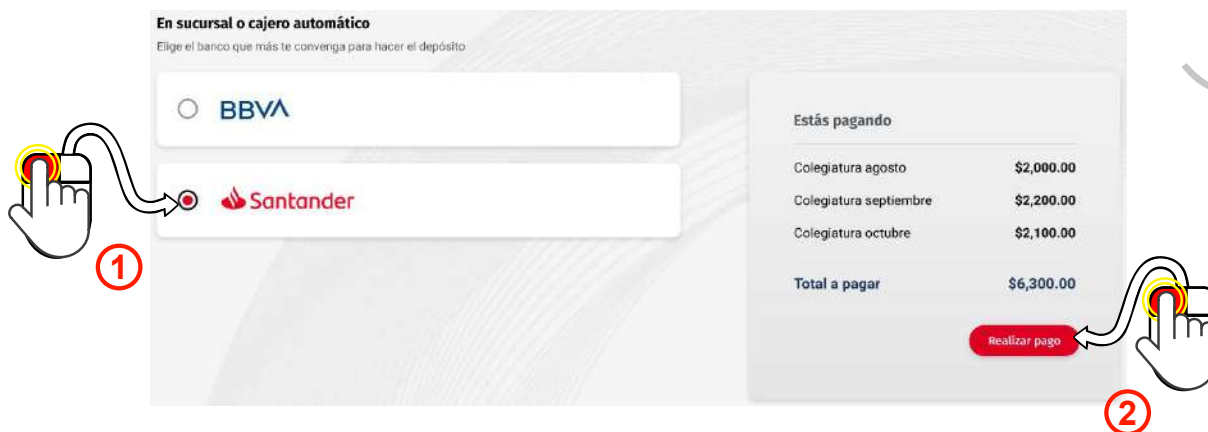 En sucursal o cajero automático
Elige el banco que más te convenga para hacer el depósito
BBVA
Santander
1
Estás pagando
Colegiatura agosto $2,000.00
Colegiatura septiembre $2,200.00
Colegiatura octubre $2,100.00
Total a pagar $6,300.00
Realizar pago
2